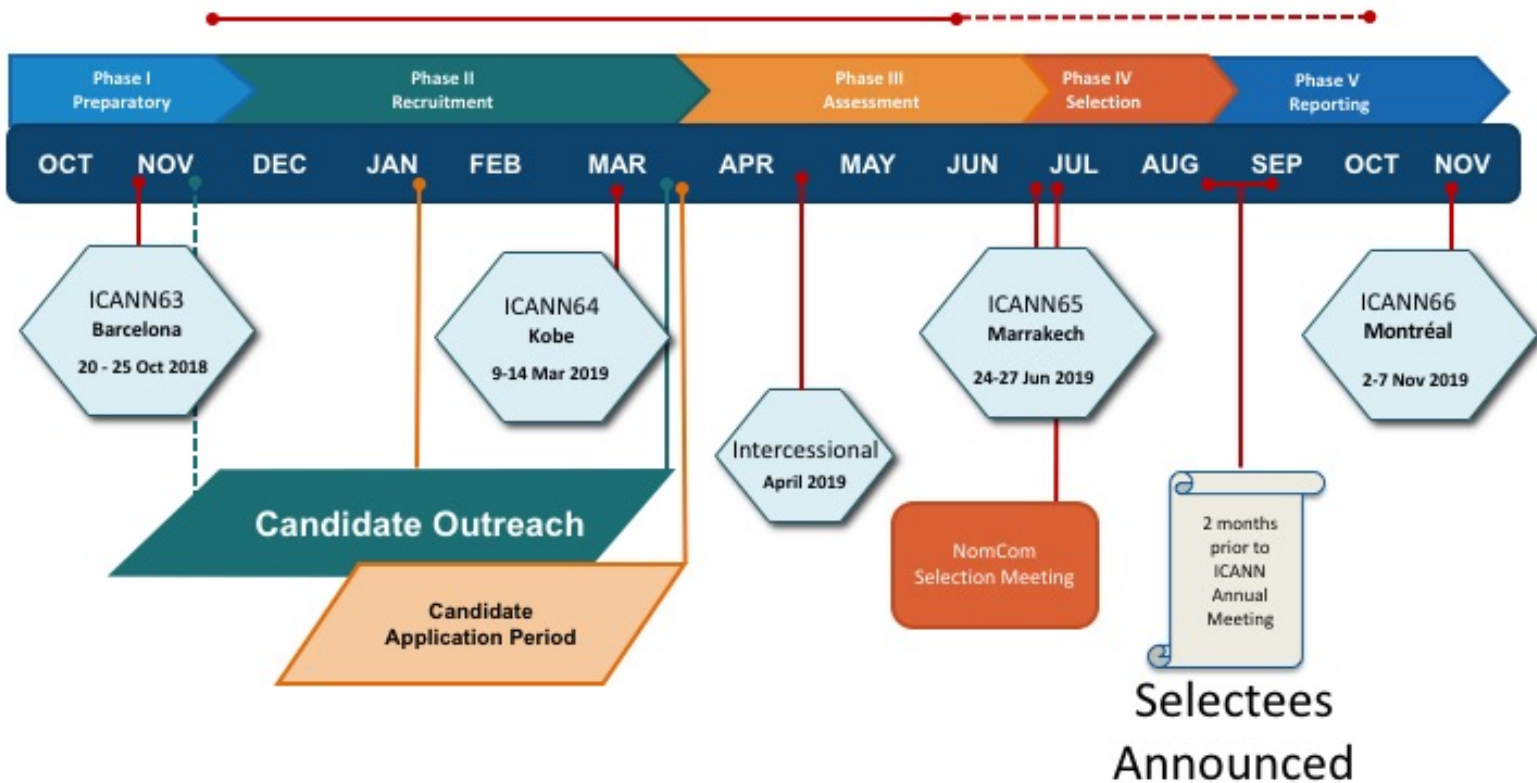 Phase I
Preparatory
Phase II
Recruitment
Phase III
Assessment
Phase IV
Selection
Phase V
Reporting
OCT NOV DEC JAN FEB MAR APR MAY JUN JUL AUG SEP OCT NOV
ICANN63
Barcelona
20 - 25 Oct 2018
ICANN64
Kobe
9-14 Mar 2019
Intercessional
April 2019
ICANN65
Marrakech
24-27 Jun 2019
ICANN66
Montréal
2-7 Nov 2019
Candidate Outreach
Candidate
Application Period
NomCom
Selection Meeting
2 months
prior to
ICANN
Annual
Meeting
Selectees
Announced